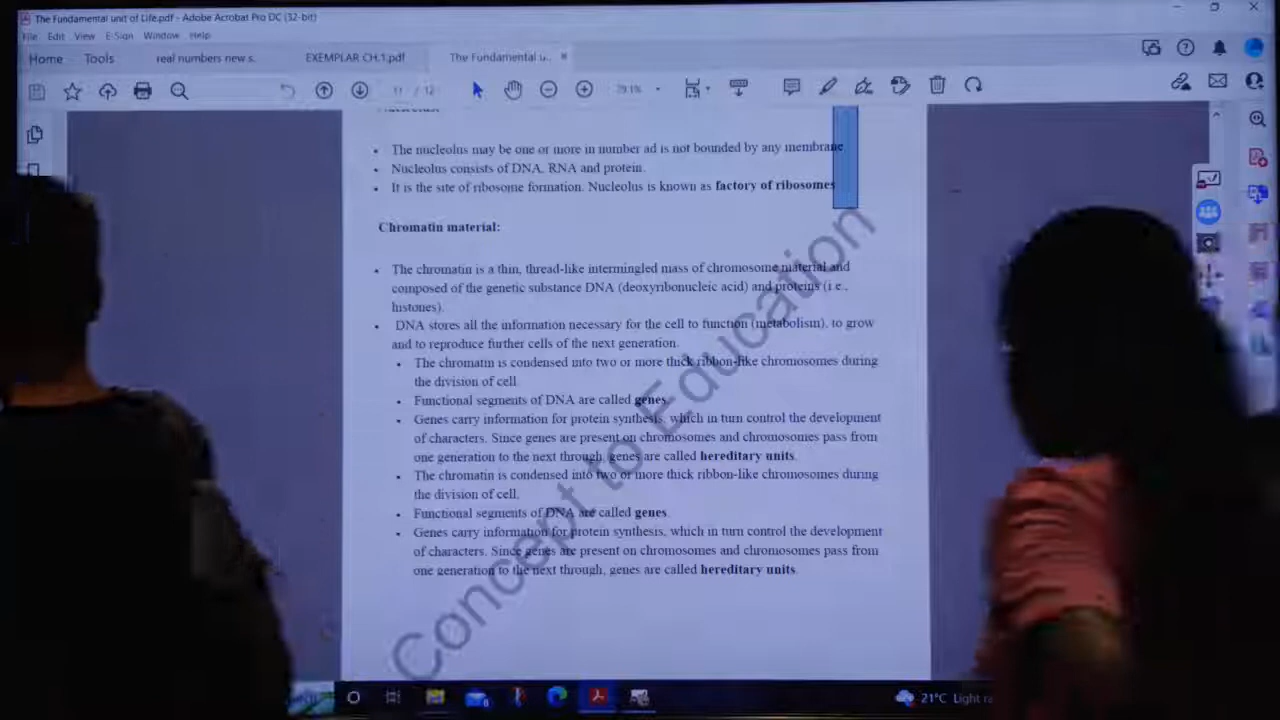 The Fundamental unit of Life.pdf - Adobe Acrobat Pro DC (32-bit)
File Edit View E-Sign Window Help
Home Tools real numbers new s. EXEMPLAR CH.1.pdf The Fundamental u...
11 / 12
The nucleolus may be one or more in number ad is not bounded by any membrane
Nucleolus consists of DNA, RNA and protein.
It is the site of ribosome formation. Nucleolus is known as factory of ribosomes
Chromatin material:
The chromatin is a thin, thread-like intermingled mass of chromosome material and
composed of the genetic substance DNA (deoxyribonucleic acid) and proteins (i.e.,
histones).
DNA stores all the information necessary for the cell to function (metabolism), to grow
and to reproduce further cells of the next generation.
The chromatin is condensed into two or more thick ribbon-like chromosomes during
the division of cell.
Functional segments of DNA are called genes.
Genes carry information for protein synthesis, which in turn control the development
of characters. Since genes are present on chromosomes and chromosomes pass from
one generation to the next through, genes are called hereditary units.
The chromatin is condensed into two or more thick ribbon-like chromosomes during
the division of cell.
Functional segments of DNA are called genes.
Genes carry information for protein synthesis, which in turn control the development
of characters. Since genes are present on chromosomes and chromosomes pass from
one generation to the next through, genes are called hereditary units.
Concept to Education
21°C Light